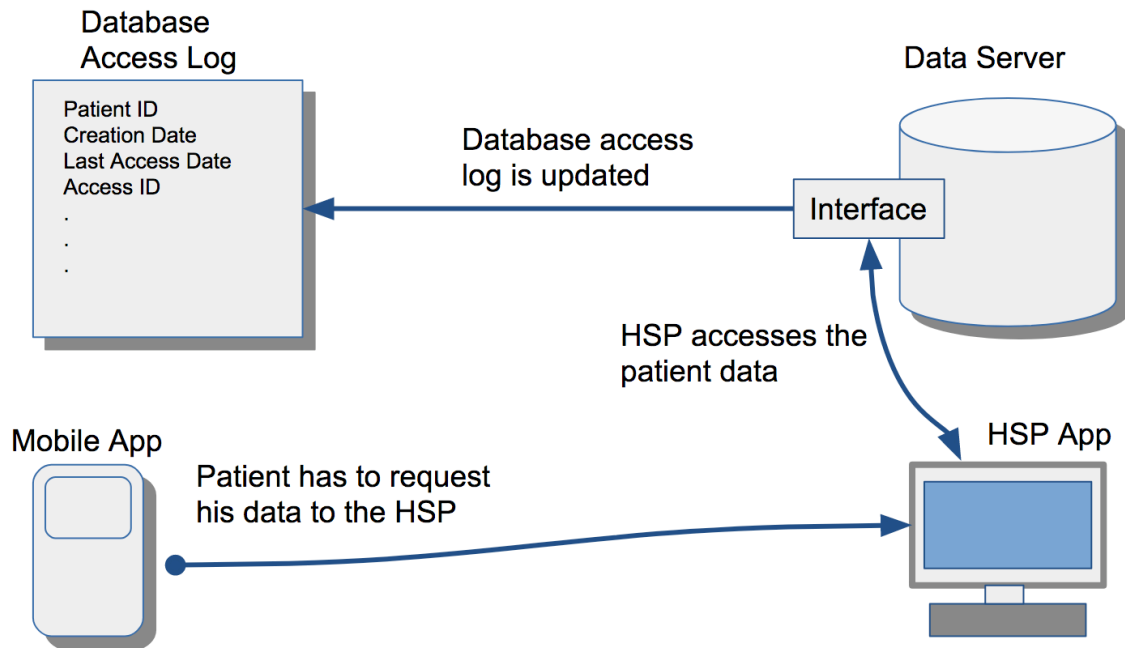 Database
Access Log
Data Server
Patient ID
Creation Date
Last Access Date
Access ID
.
.
.
Database access
log is updated
Interface
HSP accesses the
patient data
Mobile App
HSP App
Patient has to request
his data to the HSP